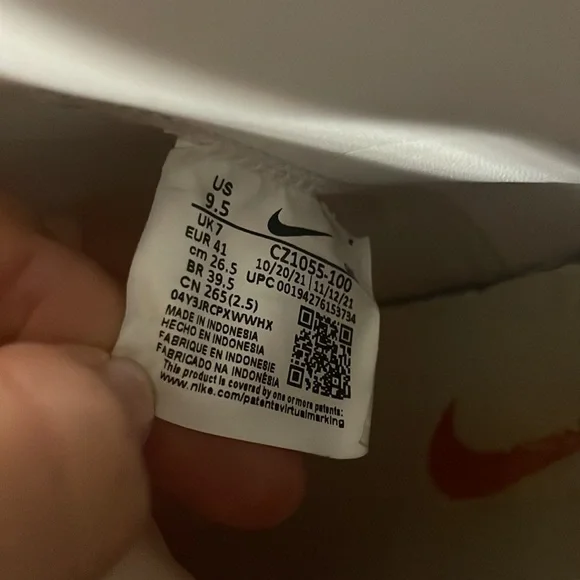 US
9.5
UK 7
EUR 41
cm 26.5
BR 39,5
CN 265(2.5)
CZ1055-100
10/20/21 | 11/12/21
UPC 00194276153734
04Y3JRCPXWWHX
MADE IN INDONESIA
HECHO EN INDONESIA
FABRIQUE EN INDONESIE
FABRICADO NA INDONÉSIA
This product is covered by one or more patents:
www.nike.com/patentsvirtualmarking